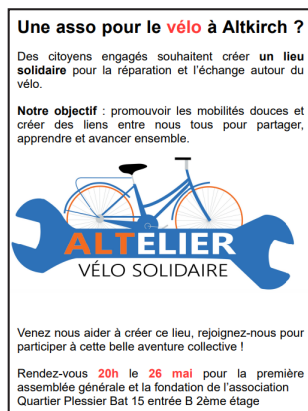 Une asso pour le vélo à Altkirch ?
Des citoyens engagés souhaitent créer un lieu
solidaire pour la réparation et l'échange autour du
vélo.
Notre objectif : promouvoir les mobilités douces et
créer des liens entre nous tous pour partager,
apprendre et avancer ensemble.
ALTELIER
VÉLO SOLIDAIRE
Venez nous aider à créer ce lieu, rejoignez-nous pour
participer à cette belle aventure collective !
Rendez-vous 20h le 26 mai pour la première
assemblée générale et la fondation de l'association
Quartier Plessier Bat 15 entrée B 2ème étage